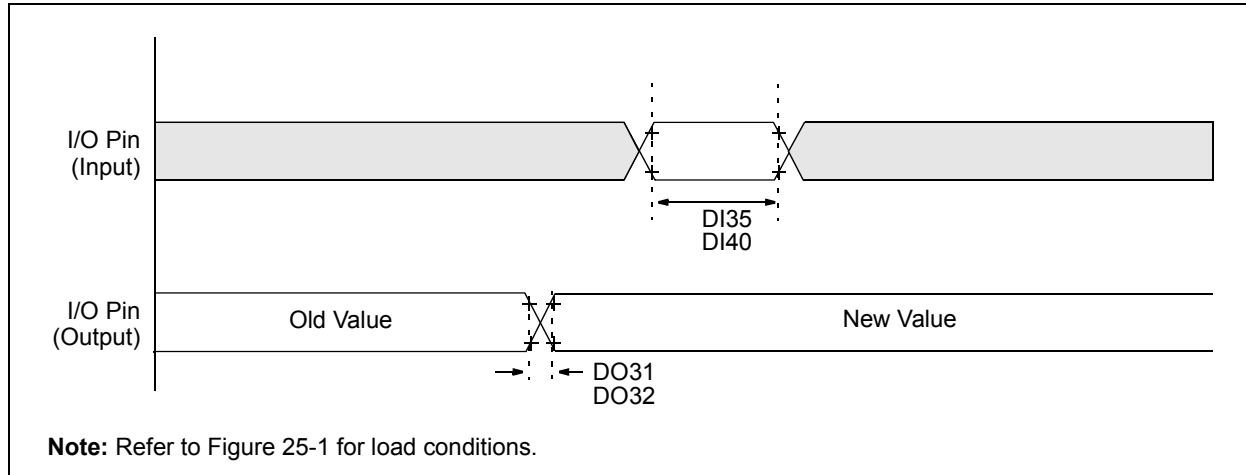 I/O Pin
(Input)
DI35
DI40
I/O Pin
(Output)
Old Value
New Value
DO31
DO32
Note: Refer to Figure 25-1 for load conditions.